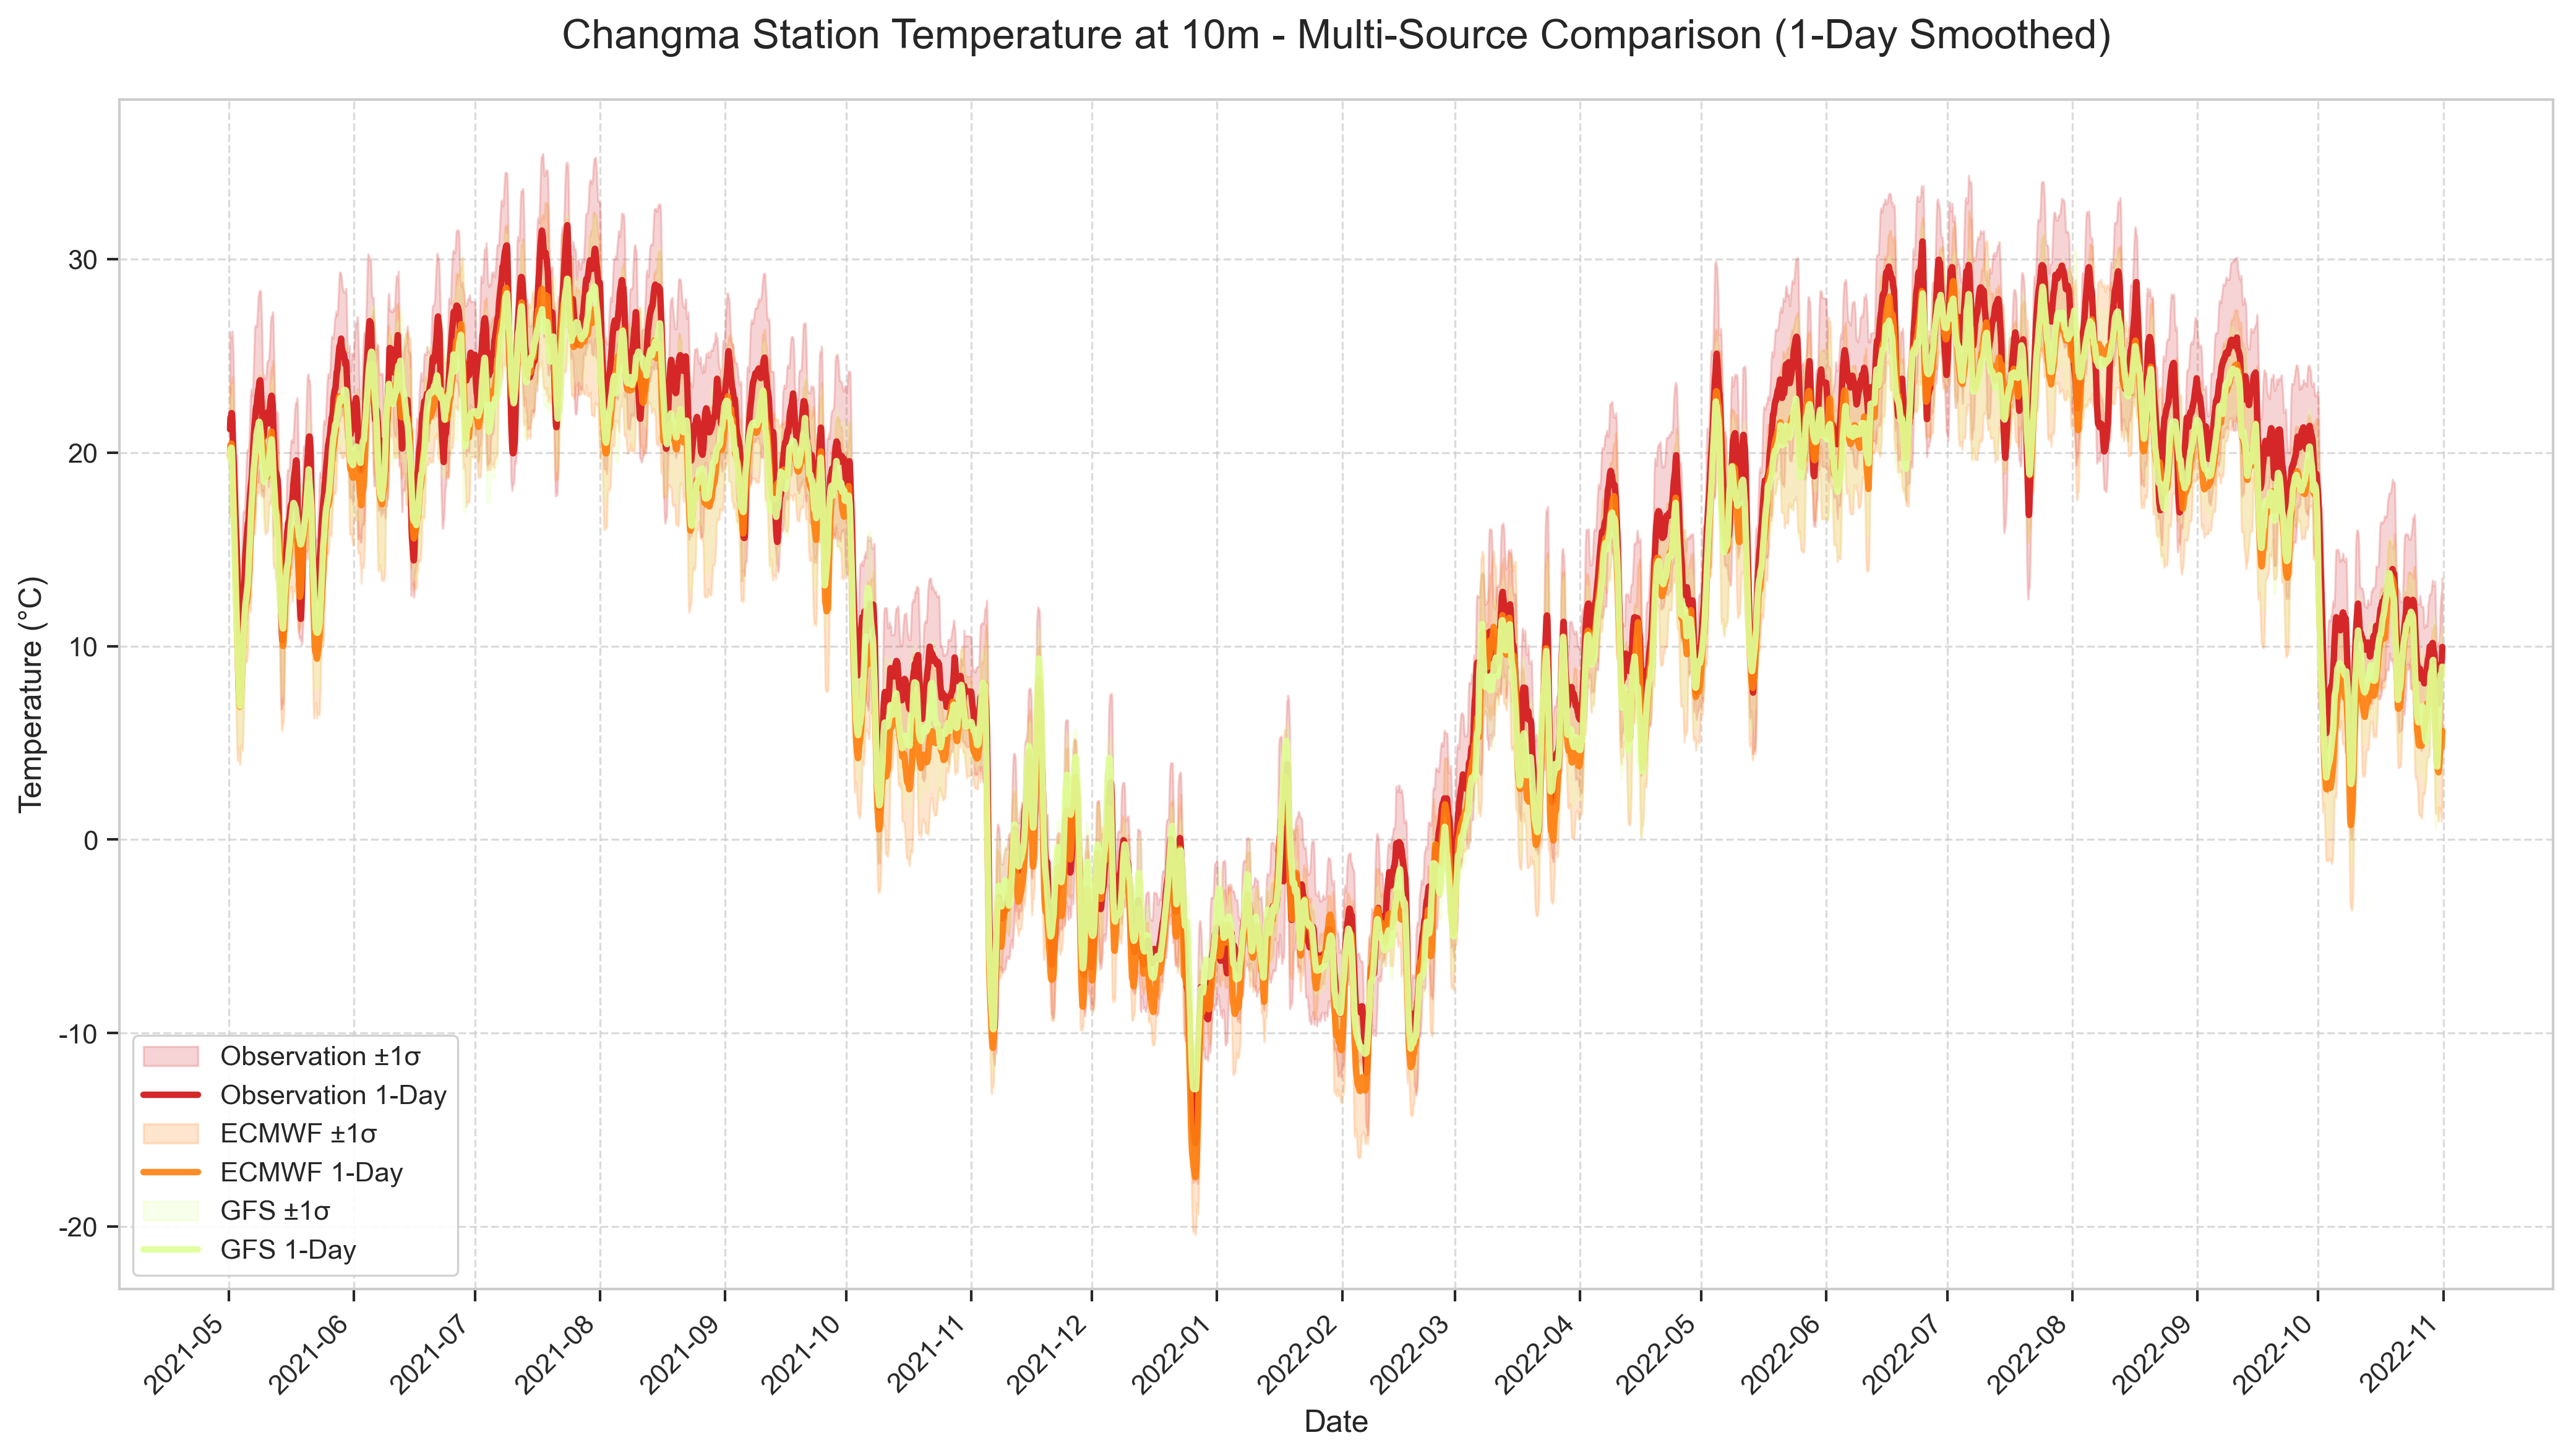 Changma Station Temperature at 10m - Multi-Source Comparison (1-Day Smoothed)
Temperature (°C)
30
20
10
0
-10
-20
Observation ±1σ
Observation 1-Day
ECMWF ±1σ
ECMWF 1-Day
GFS ±1σ
GFS 1-Day
2021-05
2021-06
2021-07
2021-08
2021-09
2021-10
2021-11
2021-12
2022-01
2022-02
2022-03
2022-04
2022-05
2022-06
2022-07
2022-08
2022-09
2022-10
2022-11
Date